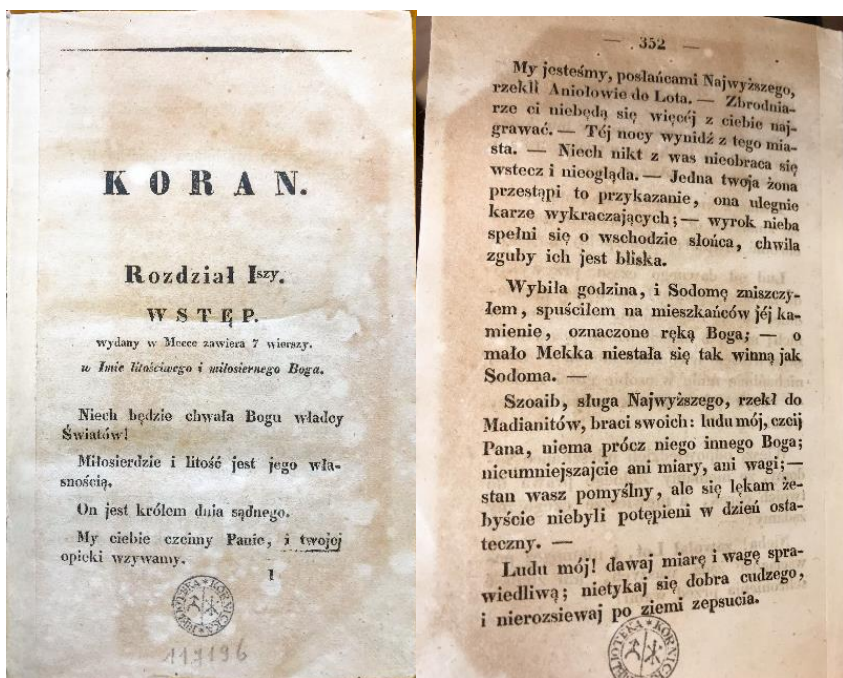 KORAN.
Rozdział Iszy.
WSTĘP.
wydany w Mecce zawiera 7 wierszy.
w Imie litościwego i miłosiernego Boga.
Niech będzie chwała Bogu władcy
Światów!
Miłosierdzie i litość jest jego wła-
snością.
On jest królem dnia sądnego.
My ciebie czcimy Panie, i twojej
opieki wzywamy.
1
BIBLIOTEKA KÓRNICKA
117196
— 352 —
My jesteśmy, posłańcami Najwyższego,
rzekli Aniołowie do Lota. — Zbrodnia-
rze ci niebędą się więcéj z ciebie naj-
grawać. — Téj nocy wynidź z tego mia-
sta. — Niech nikt z was nieobraca się
wstecz i nieogląda. — Jedna twoja żona
przestąpi to przykazanie, ona ulegnie
karze wykraczających; — wyrok nieba
spełni się o wschodzie słońca, chwila
zguby ich jest bliska.
Wybiła godzina, i Sodomę zniszczy-
łem, spuściłem na mieszkańców jéj ka-
mienie, oznaczone ręką Boga; — o
mało Mekka niestała się tak winną jak
Sodoma. —
Szoaib, sługa Najwyższego, rzekł do
Madianitów, braci swoich: ludu mój, czcij
Pana, niema prócz niego innego Boga;
nieumniejszajcie ani miary, ani wagi; —
stan wasz pomyślny, ale się lękam że-
byście niebyli potępieni w dzień osta-
teczny. —
Ludu mój! dawaj miarę i wagę spra-
wiedliwą; nietykaj się dobra cudzego,
i nierozsiewaj po ziemi zepsucia.
BIBLIOTEKA KÓRNICKA